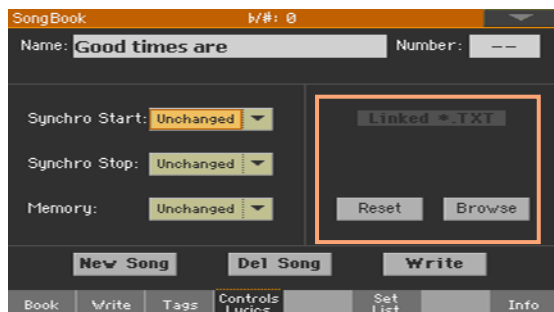 SongBook ♭/#: 0
Name: Good times are Number: --
Synchro Start: Unchanged Linked *.TXT
Synchro Stop: Unchanged
Memory: Unchanged Reset Browse
New Song Del Song Write
Book Write Tags Controls Lyrics Set List Info